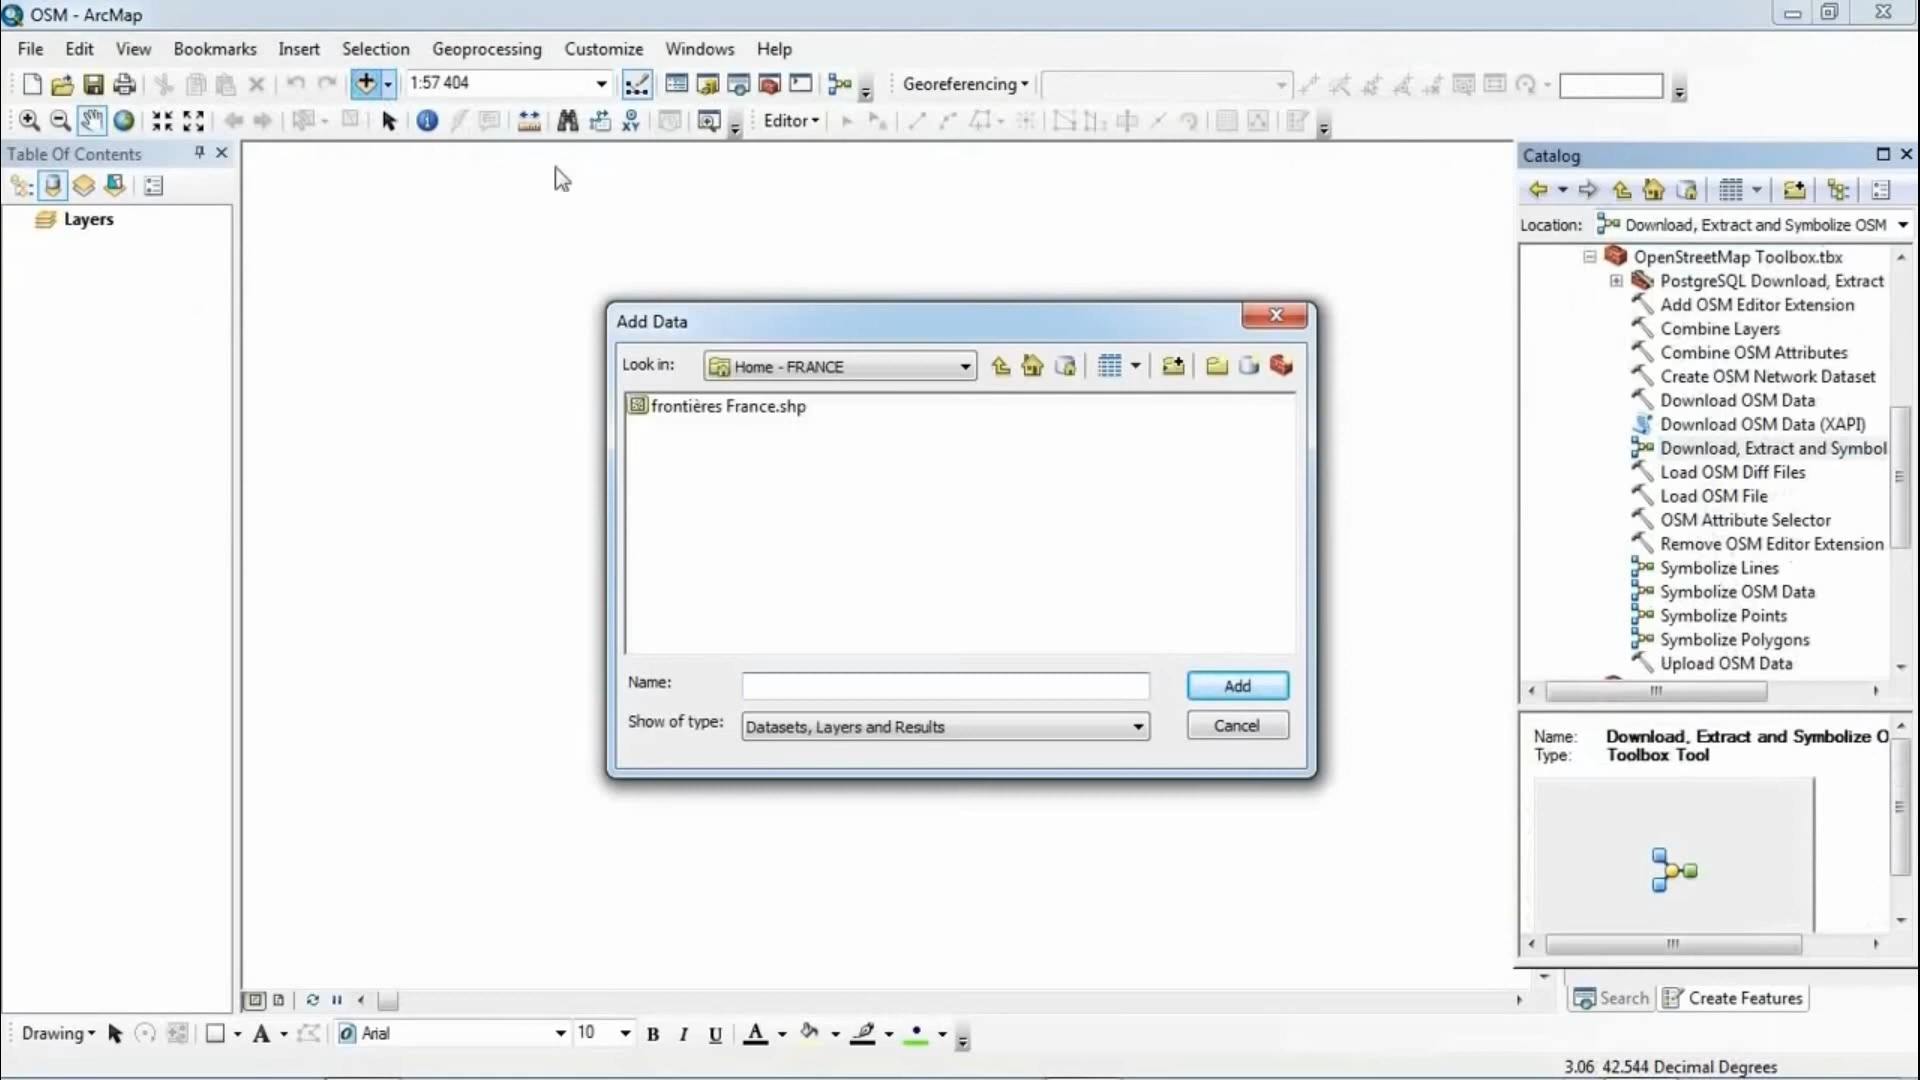 OSM - ArcMap
File Edit View Bookmarks Insert Selection Geoprocessing Customize Windows Help
1:57 404
Georeferencing
Editor
Table Of Contents
Layers
Add Data
Look in: Home - FRANCE
frontières France.shp
Name:
Add
Show of type: Datasets, Layers and Results
Cancel
Catalog
Location: Download, Extract and Symbolize OSM
OpenStreetMap Toolbox.tbx
PostgreSQL Download, Extract
Add OSM Editor Extension
Combine Layers
Combine OSM Attributes
Create OSM Network Dataset
Download OSM Data
Download OSM Data (XAPI)
Download, Extract and Symbol
Load OSM Diff Files
Load OSM File
OSM Attribute Selector
Remove OSM Editor Extension
Symbolize Lines
Symbolize OSM Data
Symbolize Points
Symbolize Polygons
Upload OSM Data
Name: Download, Extract and Symbolize O
Type: Toolbox Tool
Search Create Features
Drawing Arial 10 B I U A
3.06 42.544 Decimal Degrees